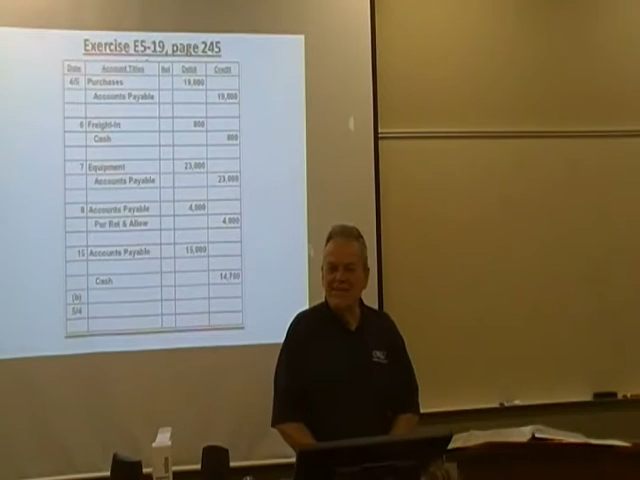 Exercise E5-19, page 245
Date Account Titles Ref Debit Credit
4/5 Purchases 19,000
Accounts Payable 19,000
6 Freight-In 800
Cash 800
7 Equipment 23,000
Accounts Payable 23,000
8 Accounts Payable 4,000
Pur Ret & Allow 4,000
15 Accounts Payable 15,000
Cash 14,700
(b)
5/4